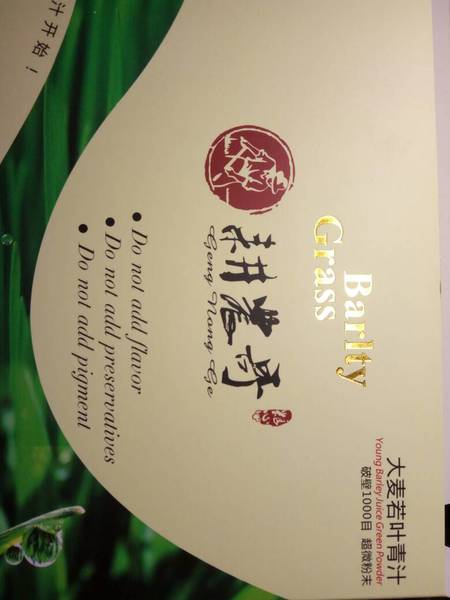 汁开始！
大麦若叶青汁
Young Barley Juice Green Powder
破壁1000目 超微粉末
Barlty
Grass
耕农哥
Geng Nong Ge
● Do not add flavor
● Do not add preservatives
● Do not add pigment